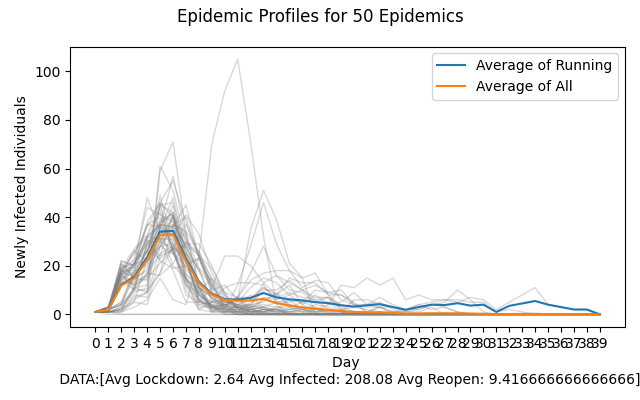 Epidemic Profiles for 50 Epidemics
Average of Running
Average of All
Newly Infected Individuals
100
80
60
40
20
0
0 1 2 3 4 5 6 7 8 9 10 11 12 13 14 15 16 17 18 19 20 21 22 23 24 25 26 27 28 29 30 31 32 33 34 35 36 37 38 39
Day
DATA:[Avg Lockdown: 2.64 Avg Infected: 208.08 Avg Reopen: 9.416666666666666]